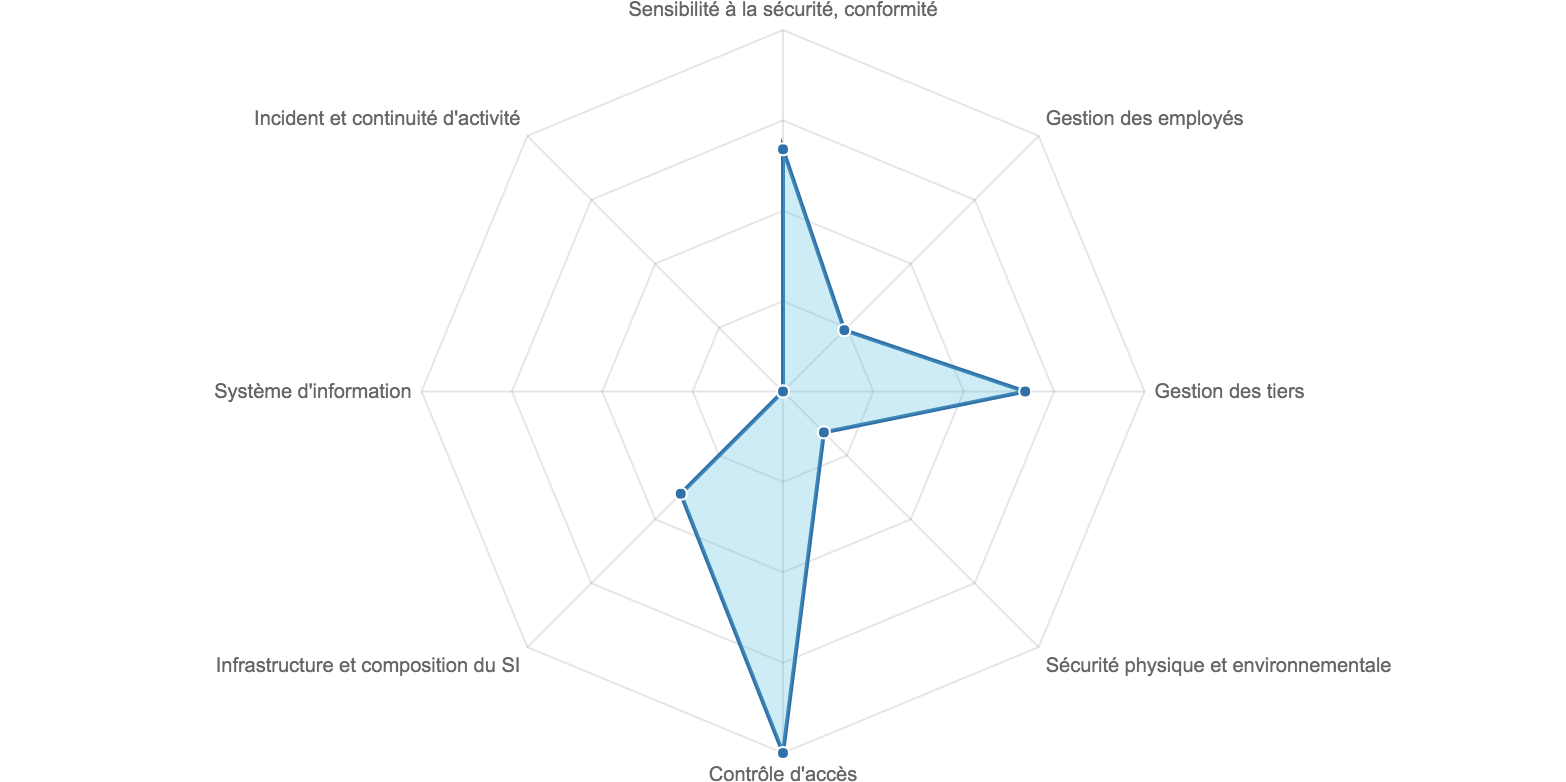 Sensibilité à la sécurité, conformité
Incident et continuité d'activité
Gestion des employés
Système d'information
Gestion des tiers
Infrastructure et composition du SI
Sécurité physique et environnementale
Contrôle d'accès